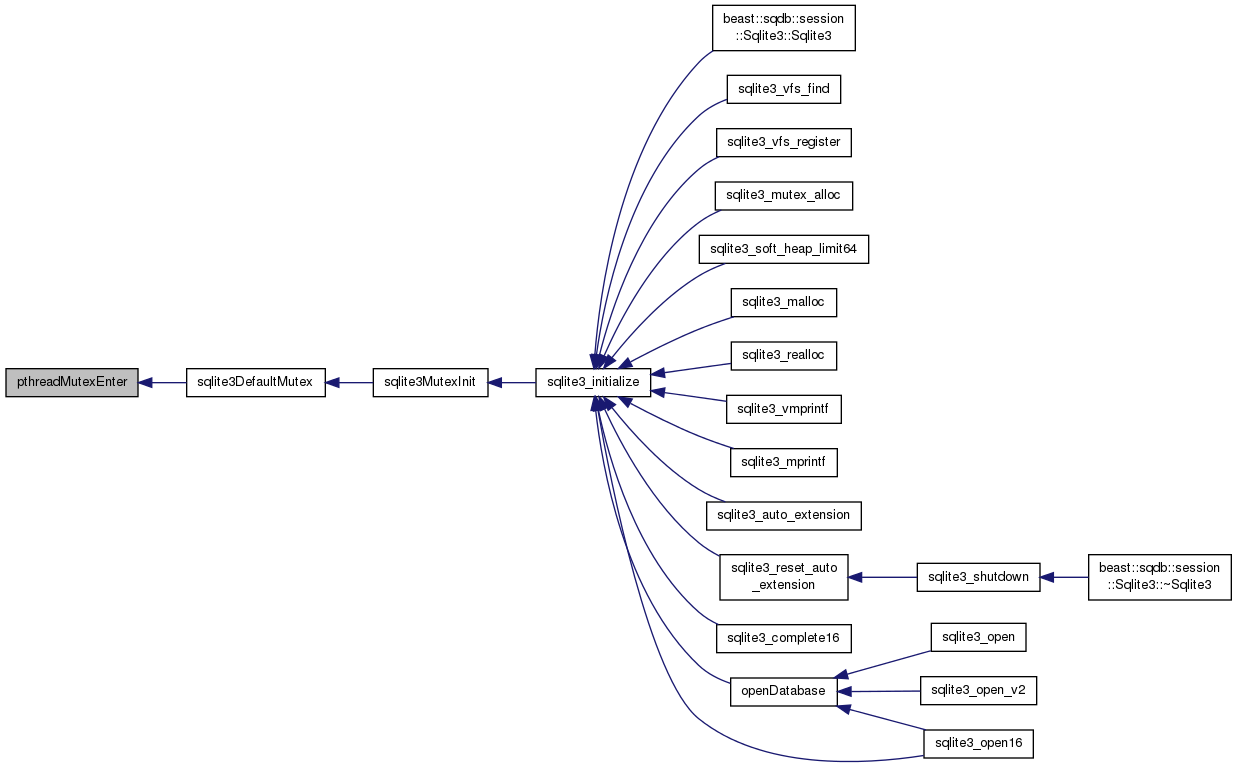 pthreadMutexEnter
sqlite3DefaultMutex
sqlite3MutexInit
sqlite3_initialize
beast::sqdb::session
::Sqlite3::Sqlite3
sqlite3_vfs_find
sqlite3_vfs_register
sqlite3_mutex_alloc
sqlite3_soft_heap_limit64
sqlite3_malloc
sqlite3_realloc
sqlite3_vmprintf
sqlite3_mprintf
sqlite3_auto_extension
sqlite3_reset_auto
_extension
sqlite3_shutdown
beast::sqdb::session
::Sqlite3::~Sqlite3
sqlite3_complete16
openDatabase
sqlite3_open
sqlite3_open_v2
sqlite3_open16